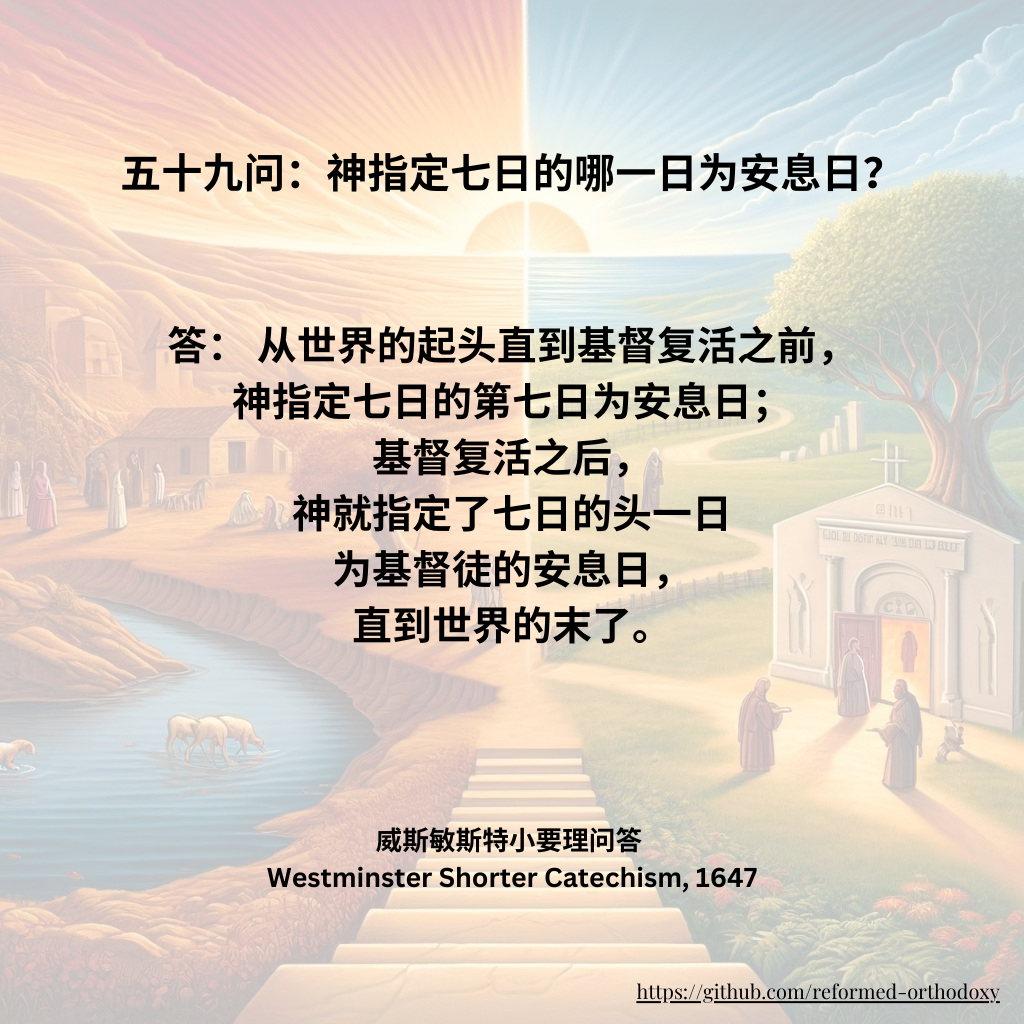 五十九问：神指定七日的哪一日为安息日？
答： 从世界的起头直到基督复活之前，
神指定七日的第七日为安息日；
基督复活之后，
神就指定了七日的头一日
为基督徒的安息日，
直到世界的末了。
威斯敏斯特小要理问答
Westminster Shorter Catechism, 1647
https://github.com/reformed-orthodoxy